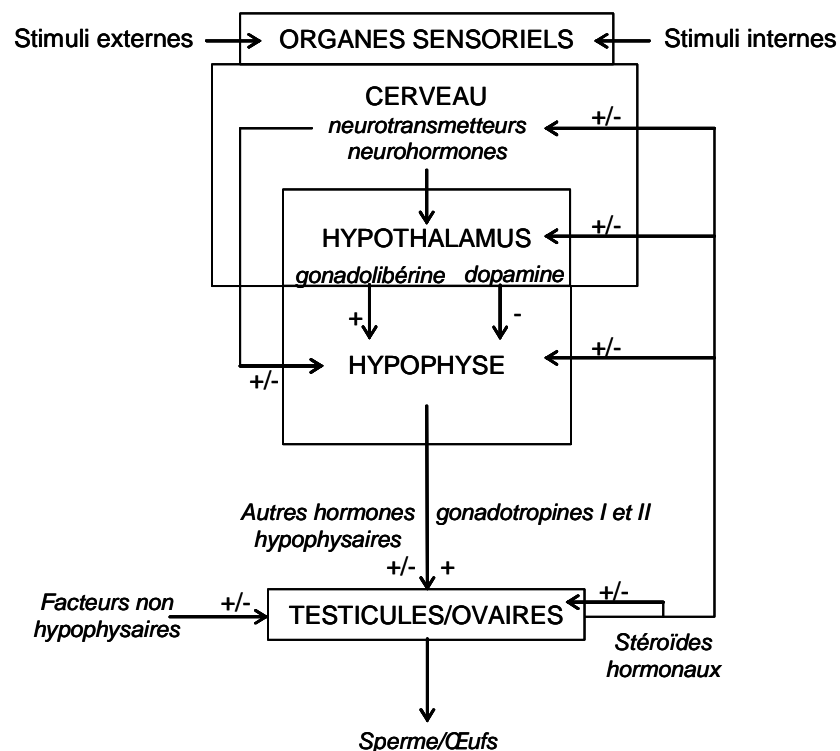 Stimuli externes
ORGANES SENSORIELS
Stimuli internes
CERVEAU
neurotransmetteurs
neurohormones
+/-
HYPOTHALAMUS
+/-
gonadolibérine
dopamine
+
-
HYPOPHYSE
+/-
+/-
Autres hormones
hypophysaires
gonadotropines I et II
+/-
+
Facteurs non
hypophysaires
+/-
TESTICULES/OVAIRES
+/-
Stéroïdes
hormonaux
Sperme/Œufs